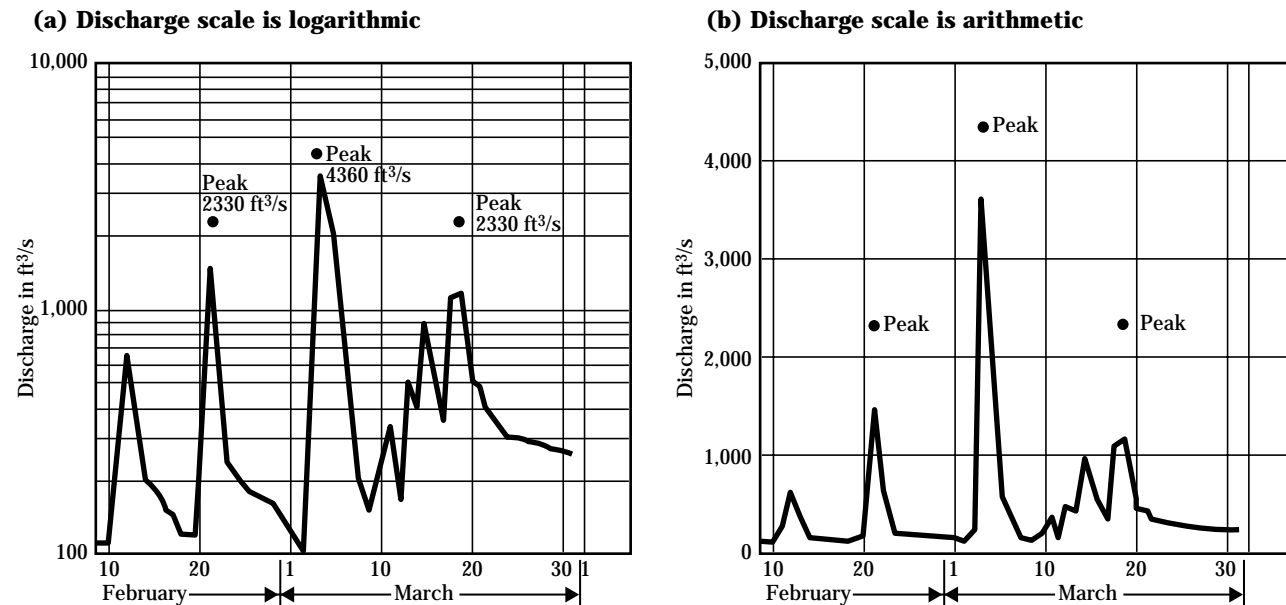 (a) Discharge scale is logarithmic
10,000
1,000
100
Discharge in ft³/s
Peak
2330 ft³/s
Peak
4360 ft³/s
Peak
2330 ft³/s
10 20 1 10 20 30 1
February March
(b) Discharge scale is arithmetic
5,000
4,000
3,000
2,000
1,000
0
Discharge in ft³/s
Peak
Peak
Peak
10 20 1 10 20 30
February March